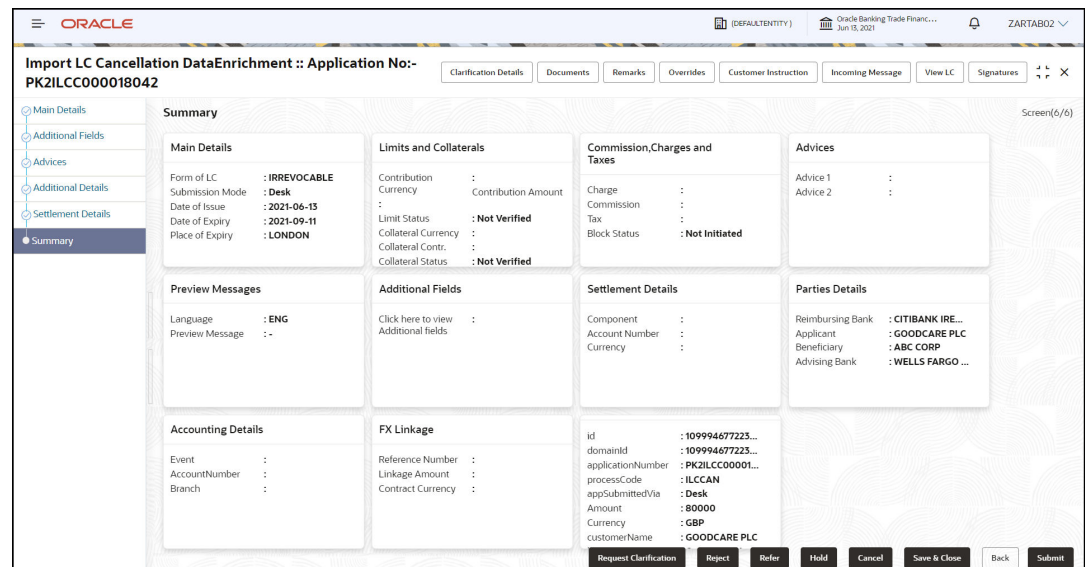 ORACLE
(DEFAULTENTITY )
Oracle Banking Trade Financ...
Jun 13, 2021
ZARTAB02
Import LC Cancellation DataEnrichment :: Application No:-
PK2ILCC000018042
Clarification Details
Documents
Remarks
Overrides
Customer Instruction
Incoming Message
View LC
Signatures
Main Details
Additional Fields
Advices
Additional Details
Settlement Details
Summary
Summary
Screen(6/6)
Main Details
Form of LC : IRREVOCABLE
Submission Mode : Desk
Date of Issue : 2021-06-13
Date of Expiry : 2021-09-11
Place of Expiry : LONDON
Limits and Collaterals
Contribution :
Currency Contribution Amount
:
Limit Status : Not Verified
Collateral Currency :
Collateral Contr. :
Collateral Status : Not Verified
Commission,Charges and
Taxes
Charge :
Commission :
Tax :
Block Status : Not Initiated
Advices
Advice 1 :
Advice 2 :
Preview Messages
Language : ENG
Preview Message : -
Additional Fields
Click here to view :
Additional fields
Settlement Details
Component :
Account Number :
Currency :
Parties Details
Reimbursing Bank : CITIBANK IRE...
Applicant : GOODCARE PLC
Beneficiary : ABC CORP
Advising Bank : WELLS FARGO ...
Accounting Details
Event :
AccountNumber :
Branch :
FX Linkage
Reference Number :
Linkage Amount :
Contract Currency :
id : 109994677223...
domainId : 109994677223...
applicationNumber : PK2ILCC00001...
processCode : ILCCAN
appSubmittedVia : Desk
Amount : 80000
Currency : GBP
customerName : GOODCARE PLC
Request Clarification
Reject
Refer
Hold
Cancel
Save & Close
Back
Submit